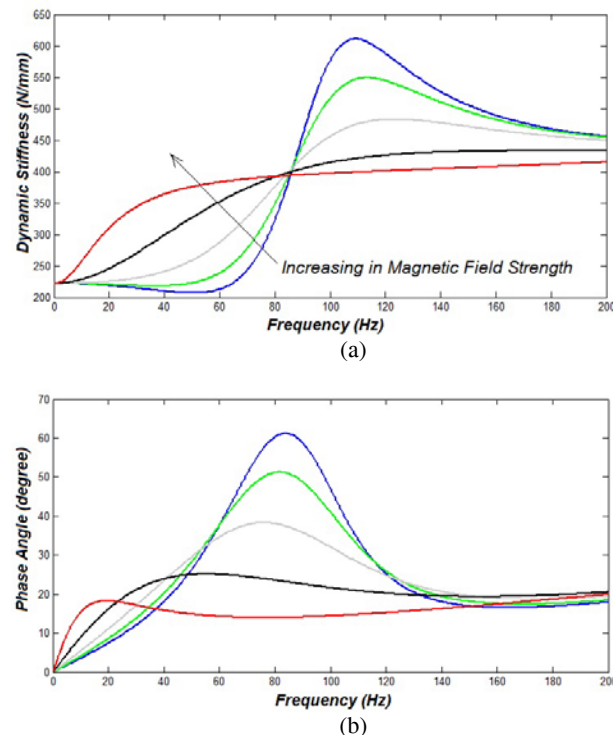 650
600
550
500
450
400
350
300
250
200
Dynamic Stiffness (N/mm)
Increasing in Magnetic Field Strength
0 20 40 60 80 100 120 140 160 180 200
Frequency (Hz)
(a)
70
60
50
40
30
20
10
0
Phase Angle (degree)
0 20 40 60 80 100 120 140 160 180 200
Frequency (Hz)
(b)